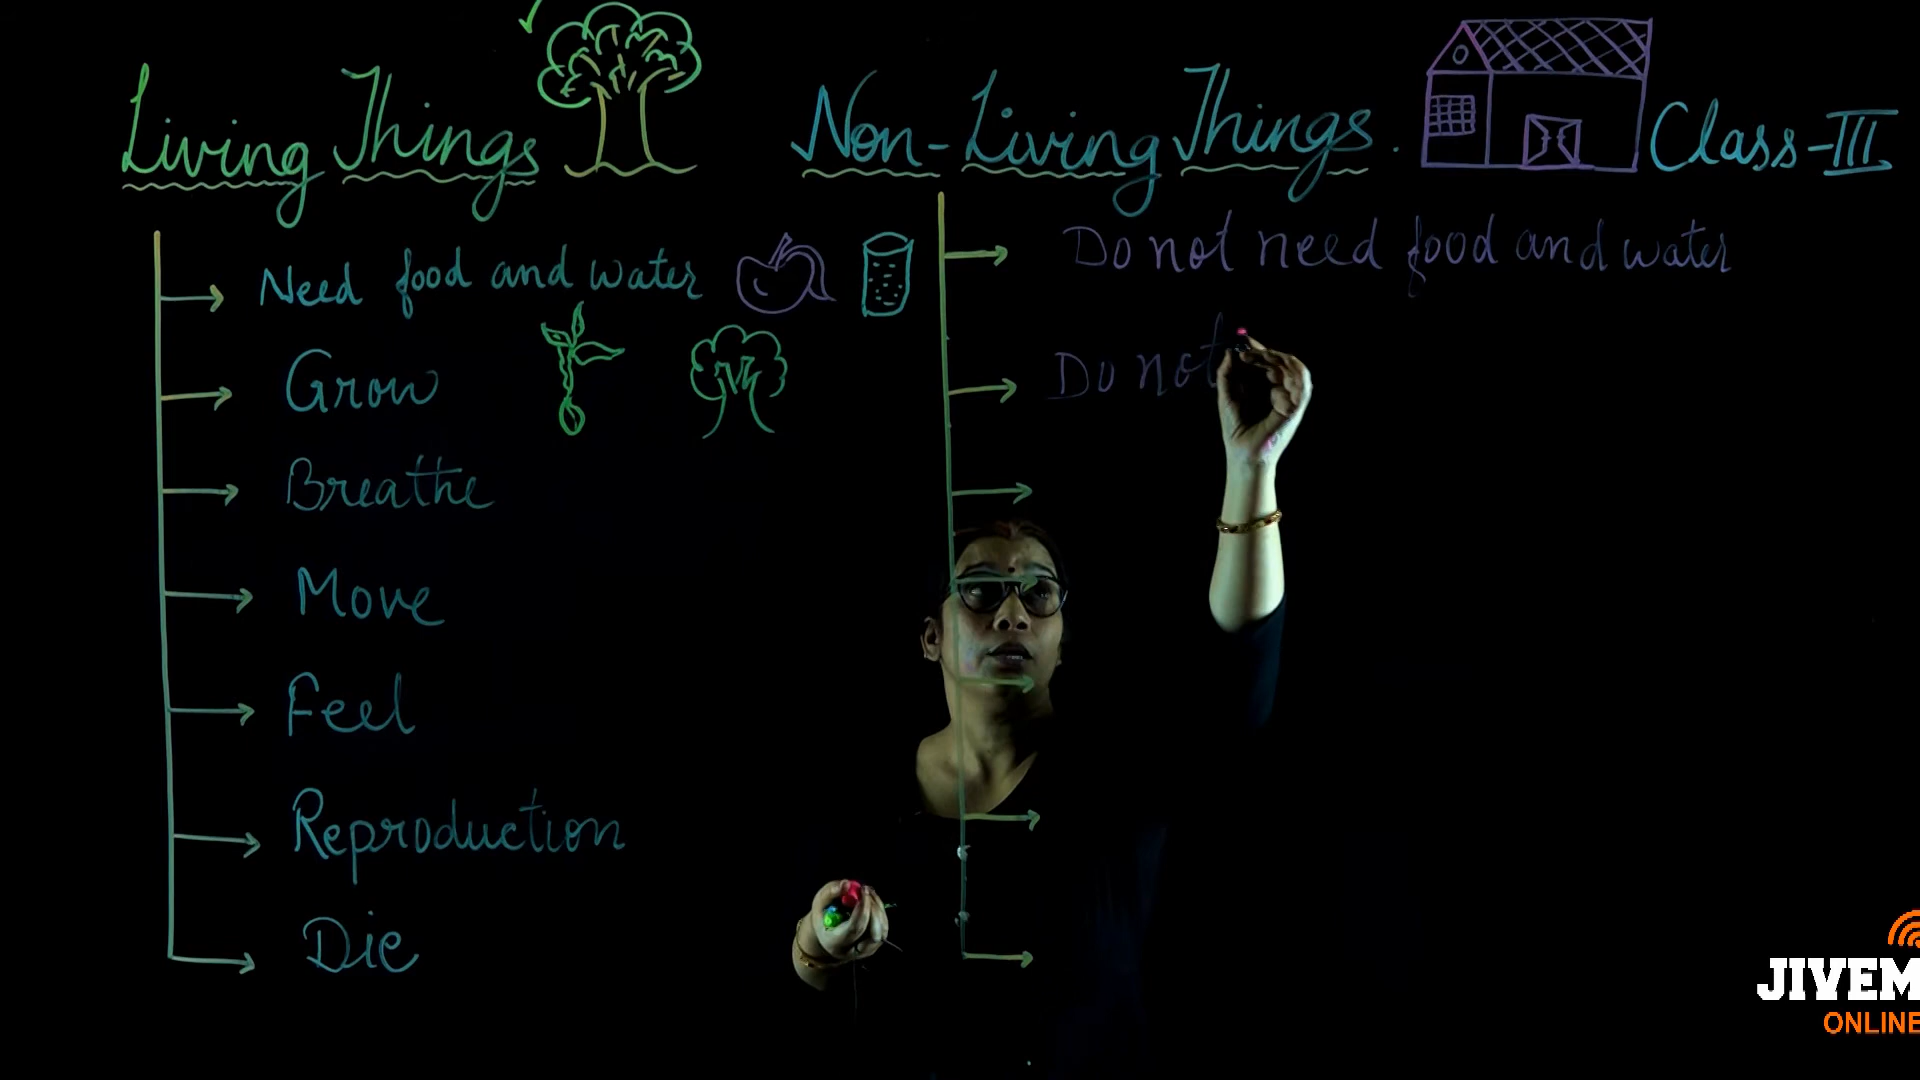 Living Things
Non-Living Things.
Class-III
Need food and water
Grow
Breathe
Move
Feel
Reproduction
Die
Do not need food and water
Do not
JIVEM
ONLINE